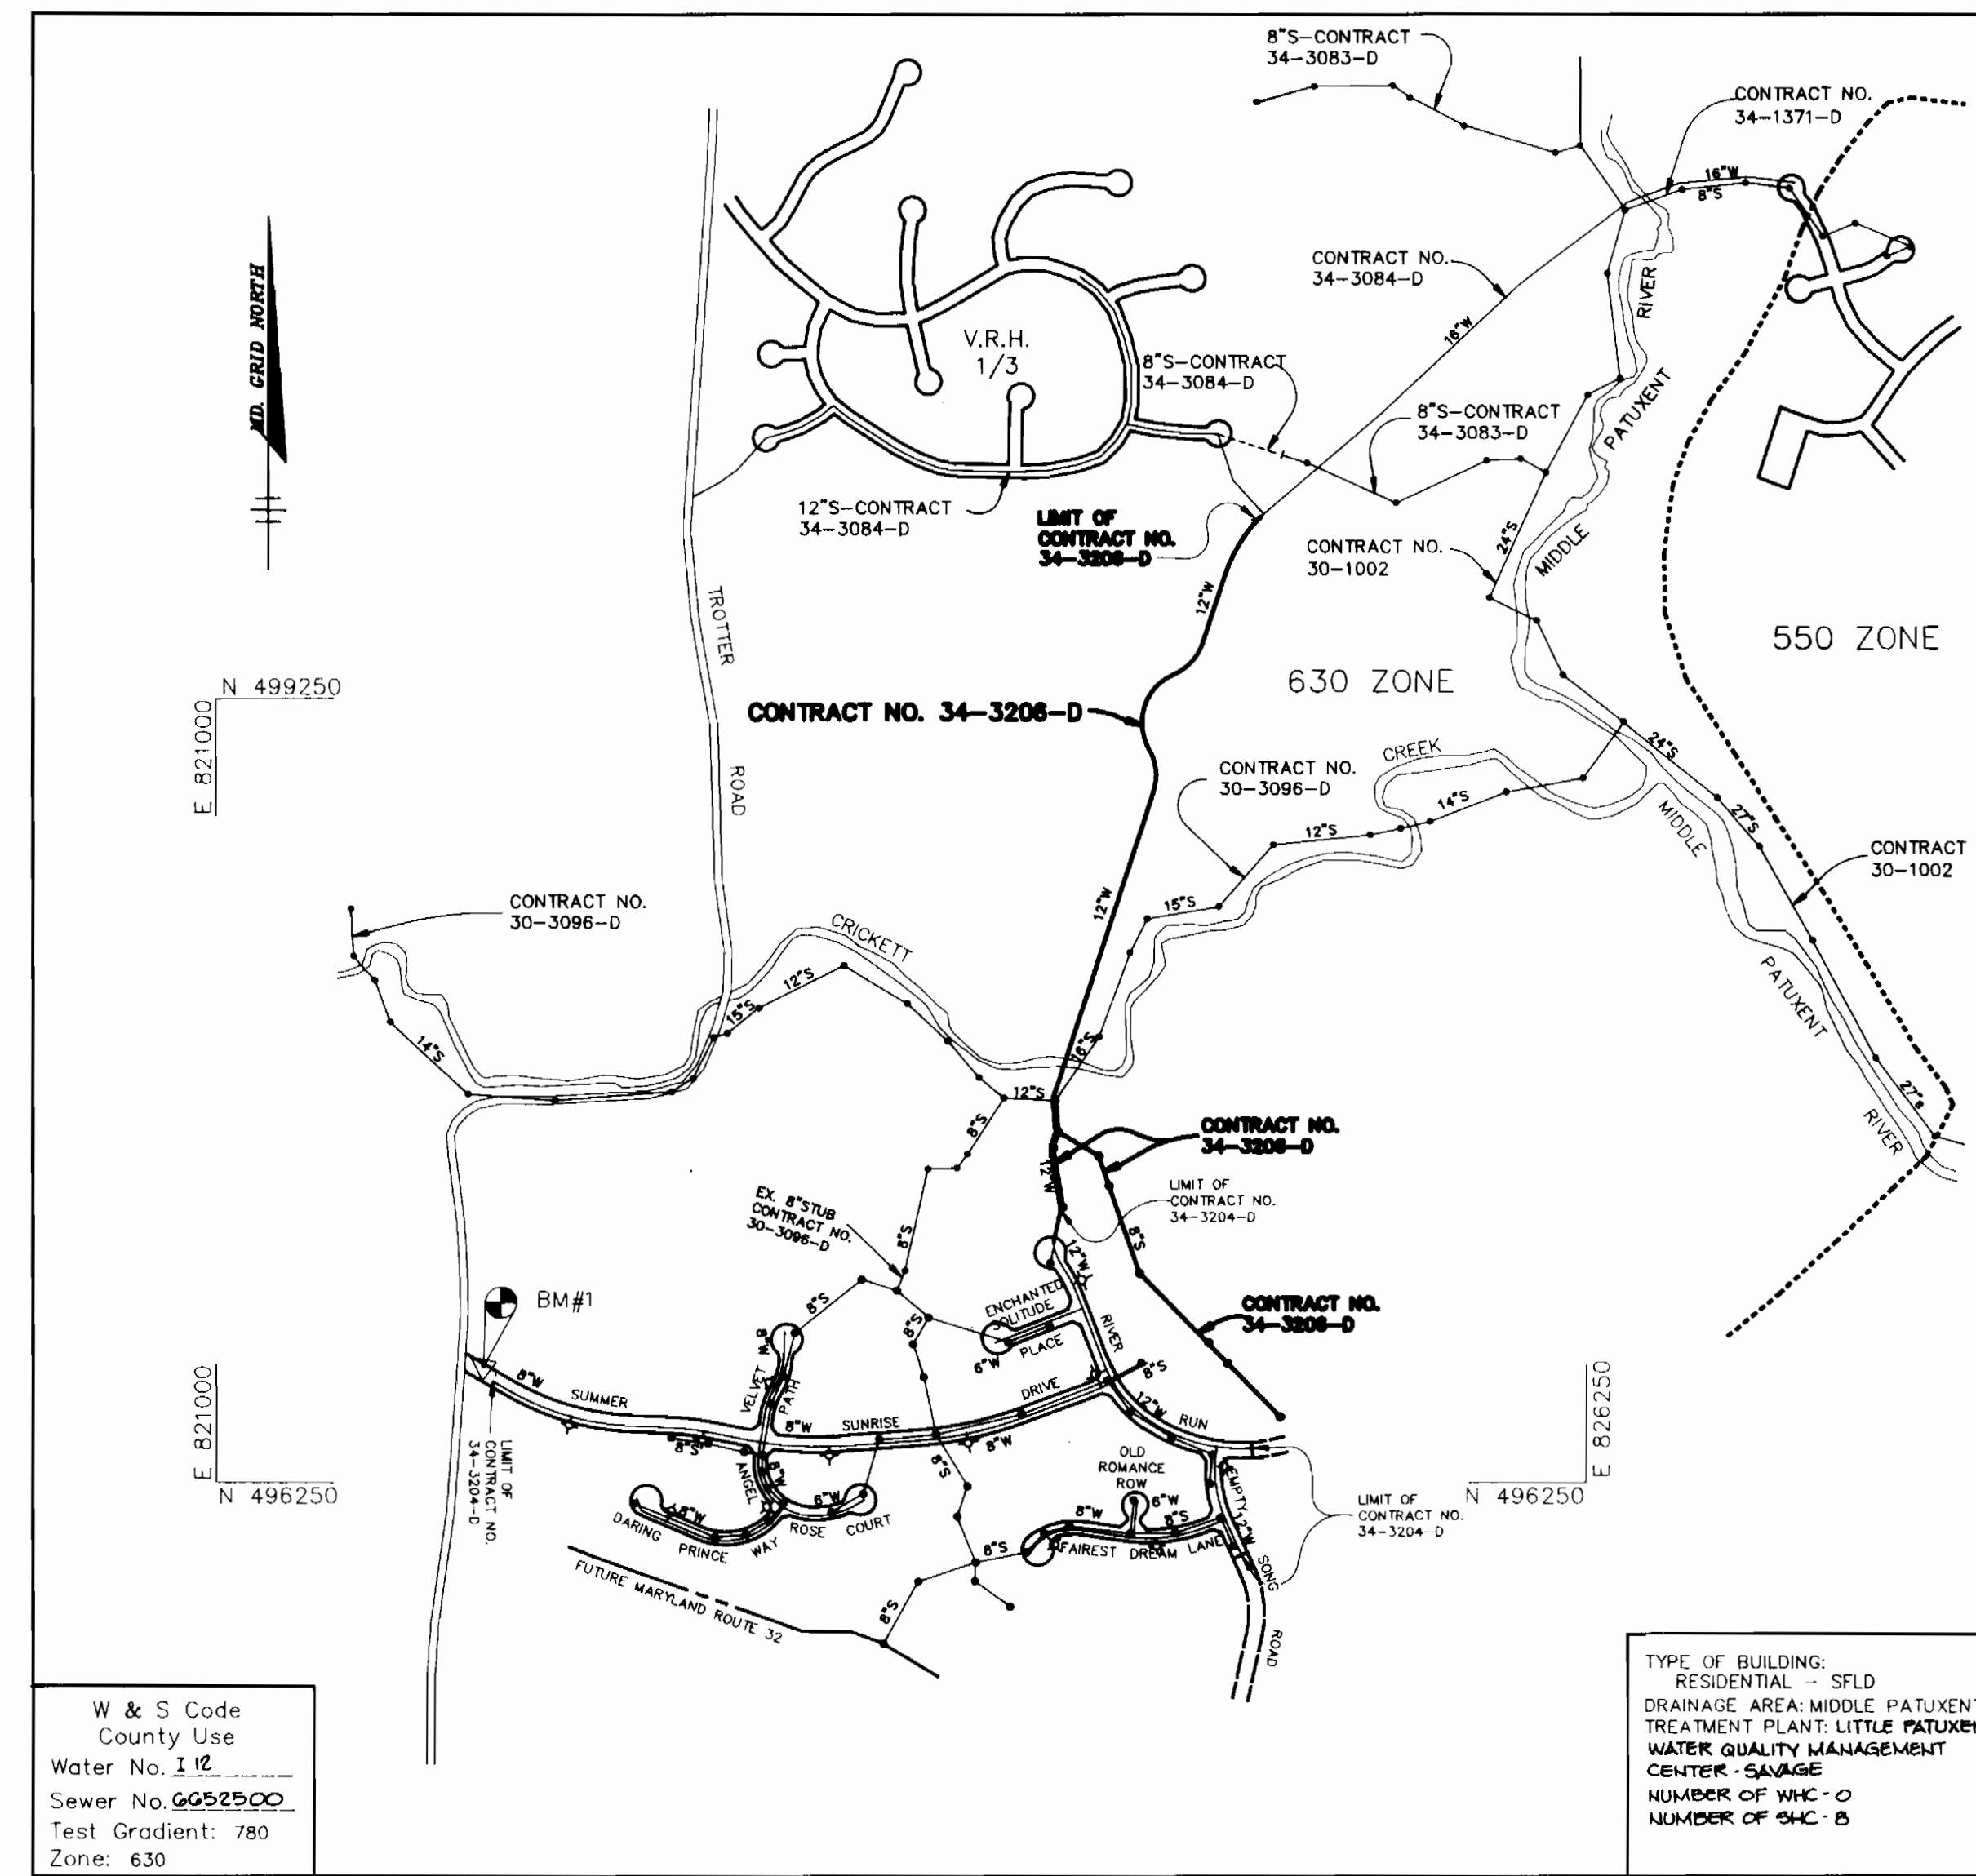 8"S-CONTRACT
34-3083-D
CONTRACT NO.
34-1371-D
16"W
8"S
MD. GRID NORTH
CONTRACT NO.
34-3084-D
RIVER
16"W
V.R.H.
1/3
8"S-CONTRACT
34-3084-D
8"S-CONTRACT
34-3083-D
PATUXENT
12"S-CONTRACT
34-3084-D
LIMIT OF
CONTRACT NO.
34-3206-D
24"S
CONTRACT NO.
30-1002
MIDDLE
12"W
TROTTER
ROAD
550 ZONE
630 ZONE
N 499250
E 821000
CONTRACT NO. 34-3206-D
CREEK
24"S
CONTRACT NO.
30-3096-D
14"S
12"S
27"S
MIDDLE
CONTRACT
30-1002
CONTRACT NO.
30-3096-D
12"W
15"S
CRICKETT
12"S
15"S
14"S
PATUXENT
16"S
12"S
8"S
27"S
RIVER
CONTRACT NO.
34-3206-D
12"W
LIMIT OF
CONTRACT NO.
34-3204-D
EX. 8"STUB
CONTRACT NO.
30-3096-D
8"S
8"S
12"W
BM#1
8"S
8"S
ENCHANTED
SOLITUDE
PLACE
6"W
RIVER
CONTRACT NO.
34-3206-D
8"W
VELVET
PATH
8"W
SUMMER
8"W
SUNRISE
DRIVE
8"S
12"W
RUN
8"W
8"S
8"S
LIMIT OF
CONTRACT NO.
34-3204-D
ANGEL
8"W
6"W
ROSE COURT
8"W
DARING PRINCE WAY
OLD
ROMANCE
ROW
6"W
8"W
8"S
EMPTY
12"W
SONG
ROAD
FAIREST DREAM LANE
8"S
8"S
FUTURE MARYLAND ROUTE 32
LIMIT OF
CONTRACT NO.
34-3204-D
E 821000
N 496250
E 826250
N 496250
W & S Code
County Use
Water No. I 12
Sewer No. 6652500
Test Gradient: 780
Zone: 630
TYPE OF BUILDING:
RESIDENTIAL - SFLD
DRAINAGE AREA: MIDDLE PATUXENT
TREATMENT PLANT: LITTLE PATUXE
WATER QUALITY MANAGEMENT
CENTER - SAVAGE
NUMBER OF WHC - 0
NUMBER OF SHC - 8